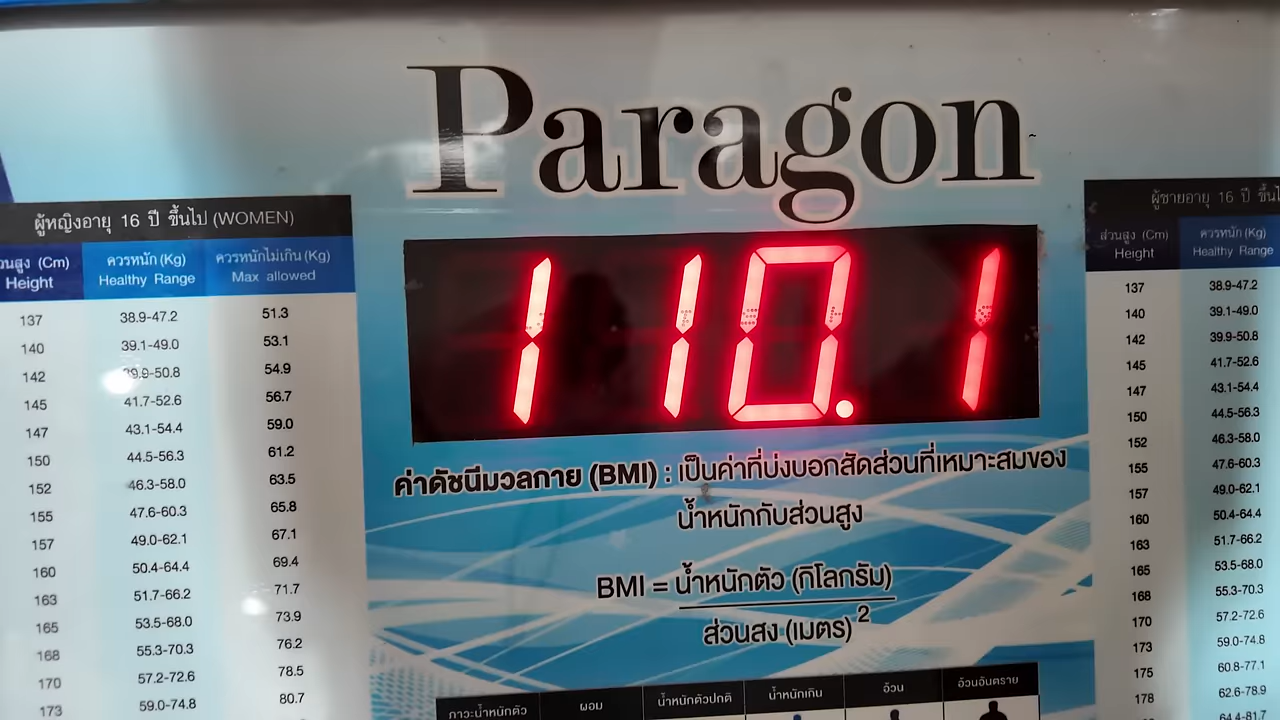 Paragon
110.1
ผู้หญิงอายุ 16 ปี ขึ้นไป (WOMEN)
(Cm) ควรหนัก (Kg) ควรหนักไม่เกิน (Kg)
Height Healthy Range Max allowed
137 38.9-47.2 51.3
140 39.1-49.0 53.1
142 39.9-50.8 54.9
145 41.7-52.6 56.7
147 43.1-54.4 59.0
150 44.5-56.3 61.2
152 46.3-58.0 63.5
155 47.6-60.3 65.8
157 49.0-62.1 67.1
160 50.4-64.4 69.4
163 51.7-66.2 71.7
165 53.5-68.0 73.9
168 55.3-70.3 76.2
170 57.2-72.6 78.5
173 59.0-74.8 80.7
ค่าดัชนีมวลกาย (BMI) : เป็นค่าที่บ่งบอกสัดส่วนที่เหมาะสมของ
น้ำหนักกับส่วนสูง
BMI = น้ำหนักตัว (กิโลกรัม)
ส่วนสูง (เมตร) 2
ภาวะน้ำหนักตัว ผอม น้ำหนักตัวปกติ น้ำหนักเกิน อ้วน อ้วนอันตราย
ผู้ชายอายุ 16 ปี
ส่วนสูง (Cm) ควรหนัก (Kg)
Height Healthy Range
137 38.9-47.2
140 39.1-49.0
142 39.9-50.8
145 41.7-52.6
147 43.1-54.4
150 44.5-56.3
152 46.3-58.0
155 47.6-60.3
157 49.0-62.1
160 50.4-64.4
163 51.7-66.2
165 53.5-68.0
168 55.3-70.3
170 57.2-72.6
173 59.0-74.8
175 60.8-77.1
178 62.6-78.9
64.4-81.7